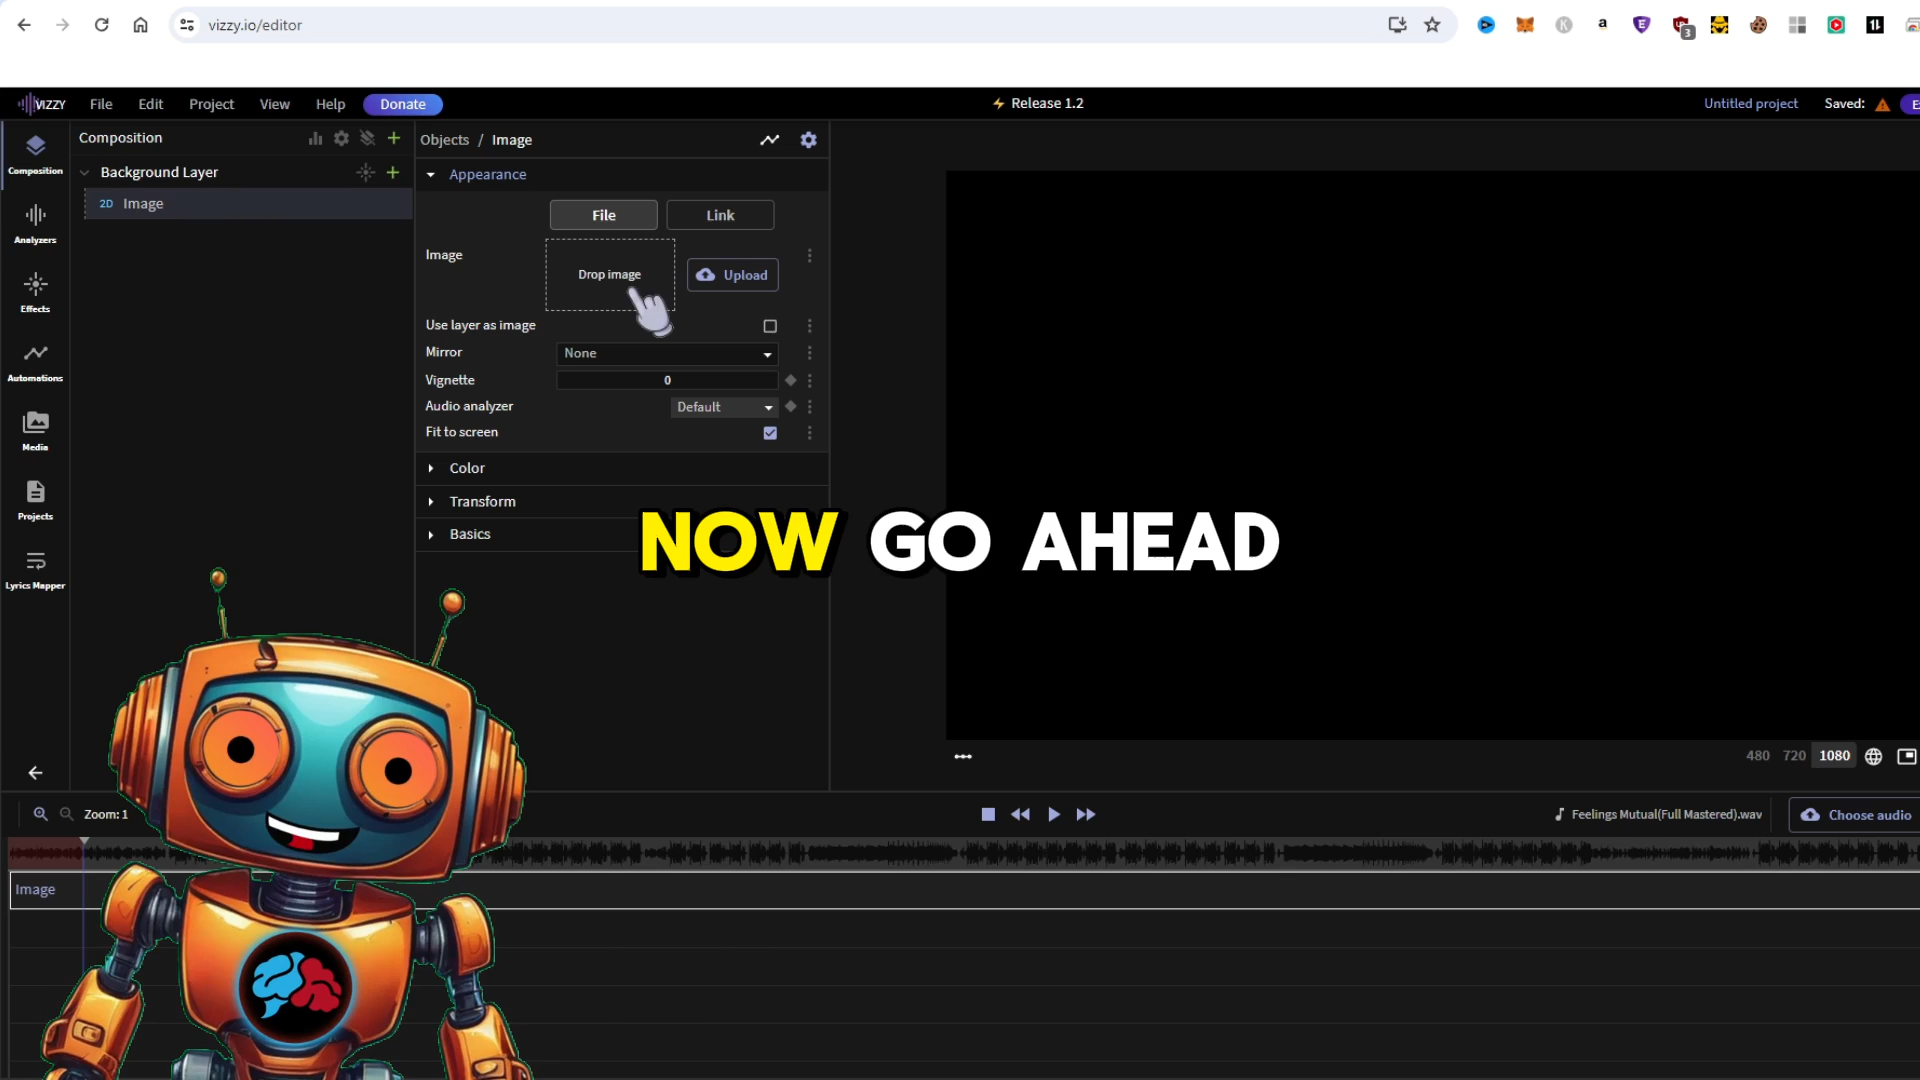 vizzy.io/editor
a
E
3
VIZZY
File
Edit
Project
View
Help
Donate
Release 1.2
Untitled project
Saved:
Composition
Analyzers
Effects
Automations
Media
Projects
Lyrics Mapper
Composition
Background Layer
2D Image
Objects / Image
Appearance
File
Link
Image
Drop image
Upload
Use layer as image
Mirror
None
Vignette
0
Audio analyzer
Default
Fit to screen
Color
Transform
Basics
NOW GO AHEAD
480
720
1080
Zoom:1
Feelings Mutual(Full Mastered).wav
Choose audio
Image